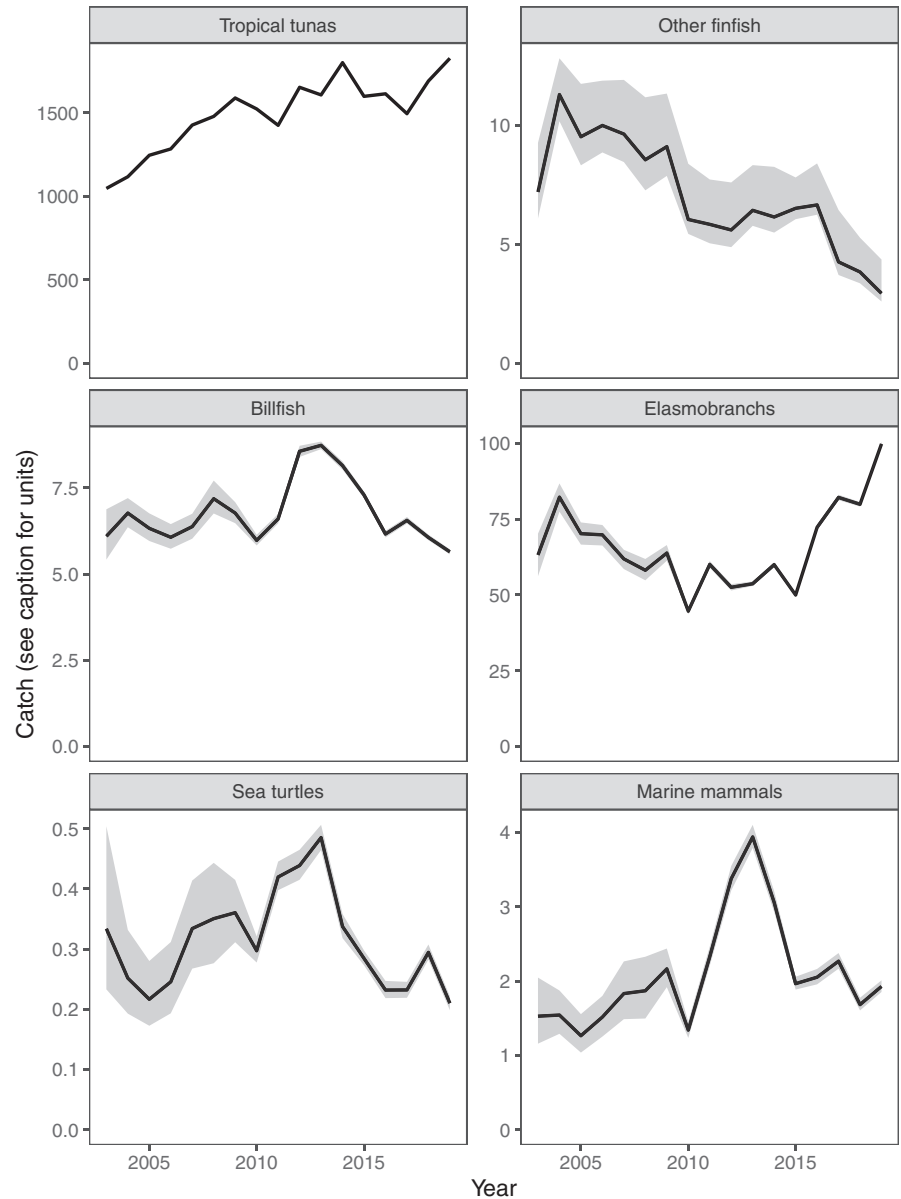 Tropical tunas
Other finfish
1500
1000
500
0
10
5
0
Billfish
Elasmobranchs
7.5
5.0
2.5
0.0
100
75
50
25
0
Catch (see caption for units)
Sea turtles
Marine mammals
0.5
0.4
0.3
0.2
0.1
0.0
4
3
2
1
0
2005 2010 2015
2005 2010 2015
Year